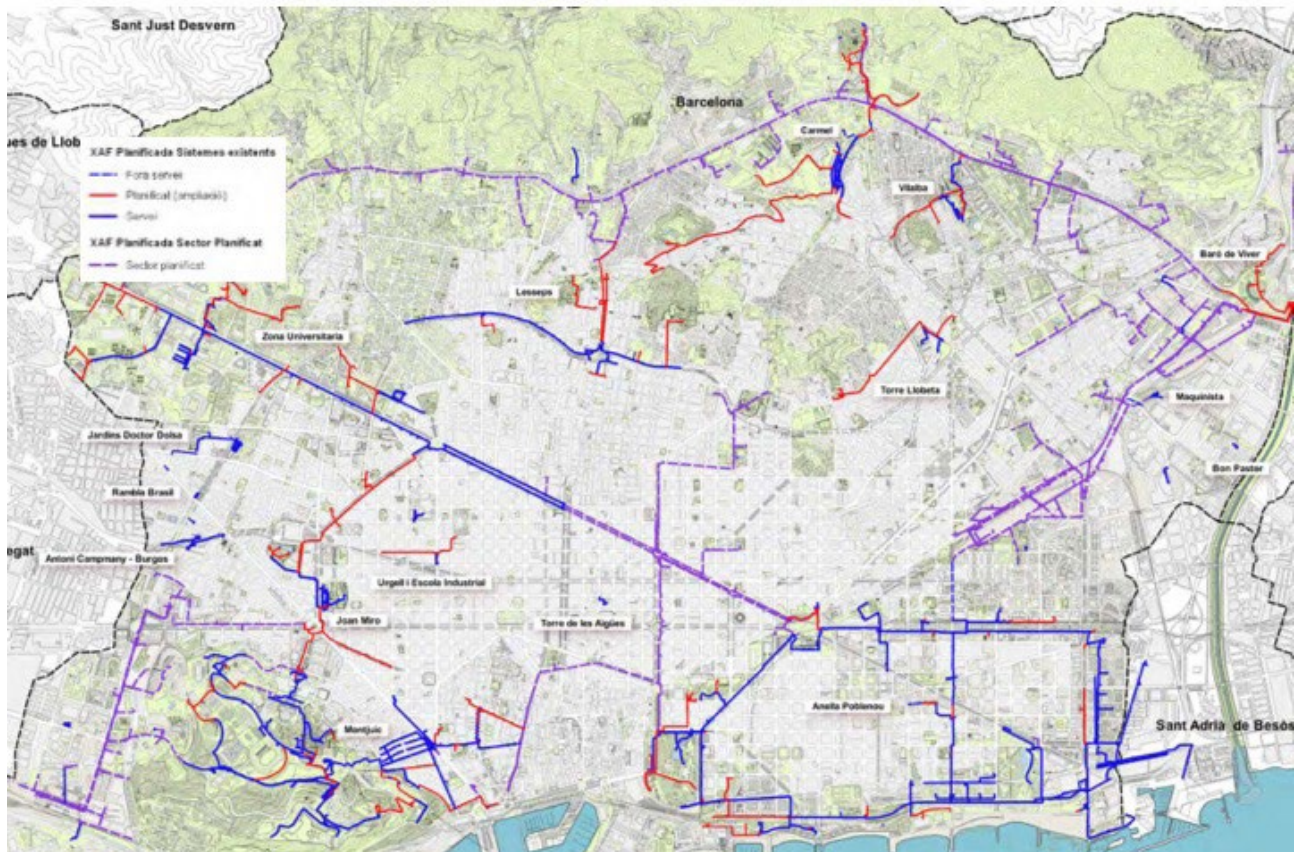 Sant Just Desvern
Barcelona
ues de Llob
Carmel
XAF Planificada Sistemes existents
Fora servei
Planificat (ampliació)
Servei
XAF Planificada Sector Planificat
Sector planificat
Vilalba
Baró de Viver
Lesseps
Zona Universitaria
Torre Llobeta
Maquinista
Jardins Doctor Dolsa
Bon Pastor
Rambla Brasil
egat
Antoni Campmany - Burgos
Urgell i Escola Industrial
Joan Miro
Torre de les Aigües
Anella Poblenou
Montjuic
Sant Adrià de Besòs